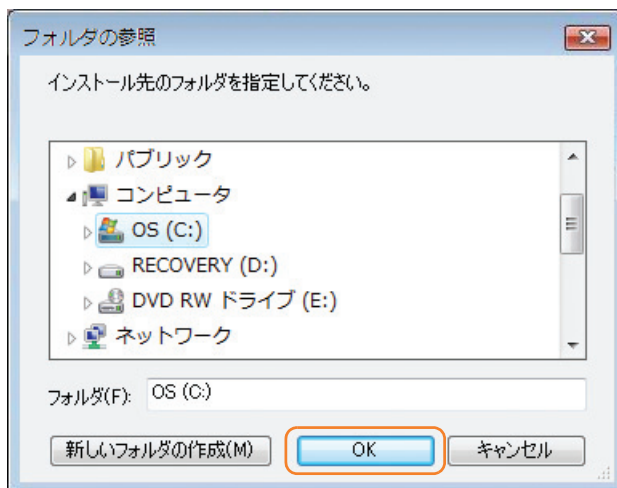 フォルダの参照
インストール先のフォルダを指定してください。
パブリック
コンピュータ
OS (C:)
RECOVERY (D:)
DVD RW ドライブ (E:)
ネットワーク
フォルダ(F): OS (C:)
新しいフォルダの作成(M) OK キャンセル